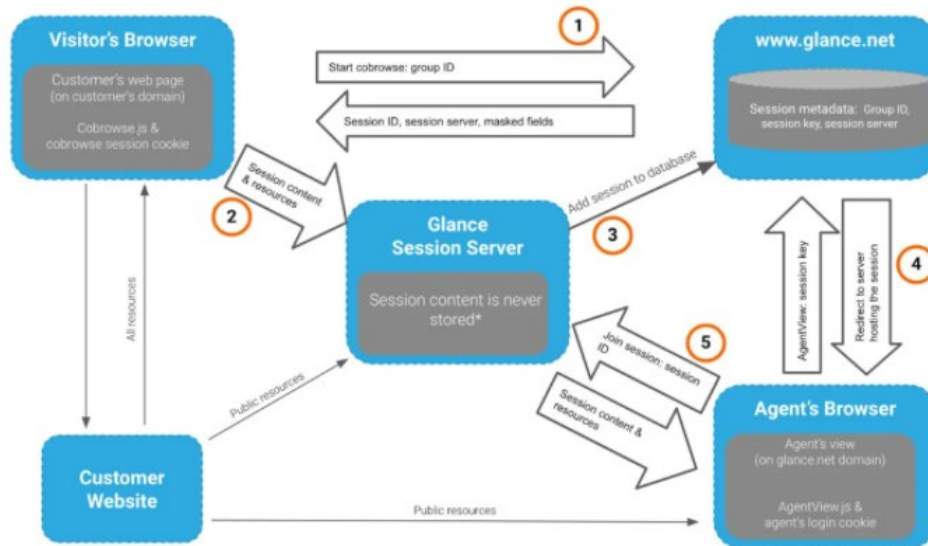 Visitor's Browser
Customer's web page
(on customer's domain)
Cobrowse.js &
cobrowse session cookie
1
Start cobrowse: group ID
Session ID, session server, masked fields
www.glance.net
Session metadata: Group ID,
session key, session server
Session content
& resources
2
Add session to database
3
Glance
Session Server
Session content is never
stored*
AgentView: session key
Redirect to server
hosting the session
4
All resources
Public resources
Join session: session
ID
5
Session content &
resources
Agent's Browser
Agent's view
(on glance.net domain)
AgentView.js &
agent's login cookie
Customer
Website
Public resources